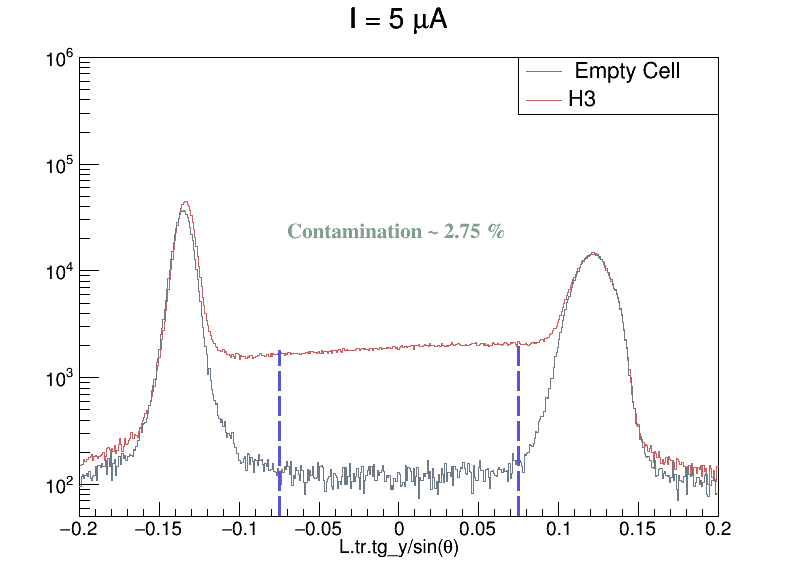 I = 5 μA
Empty Cell
H3
Contamination ~ 2.75 %
10⁶
10⁵
10⁴
10³
10²
−0.2 −0.15 −0.1 −0.05 0 0.05 0.1 0.15 0.2
L.tr.tg_y/sin(θ)